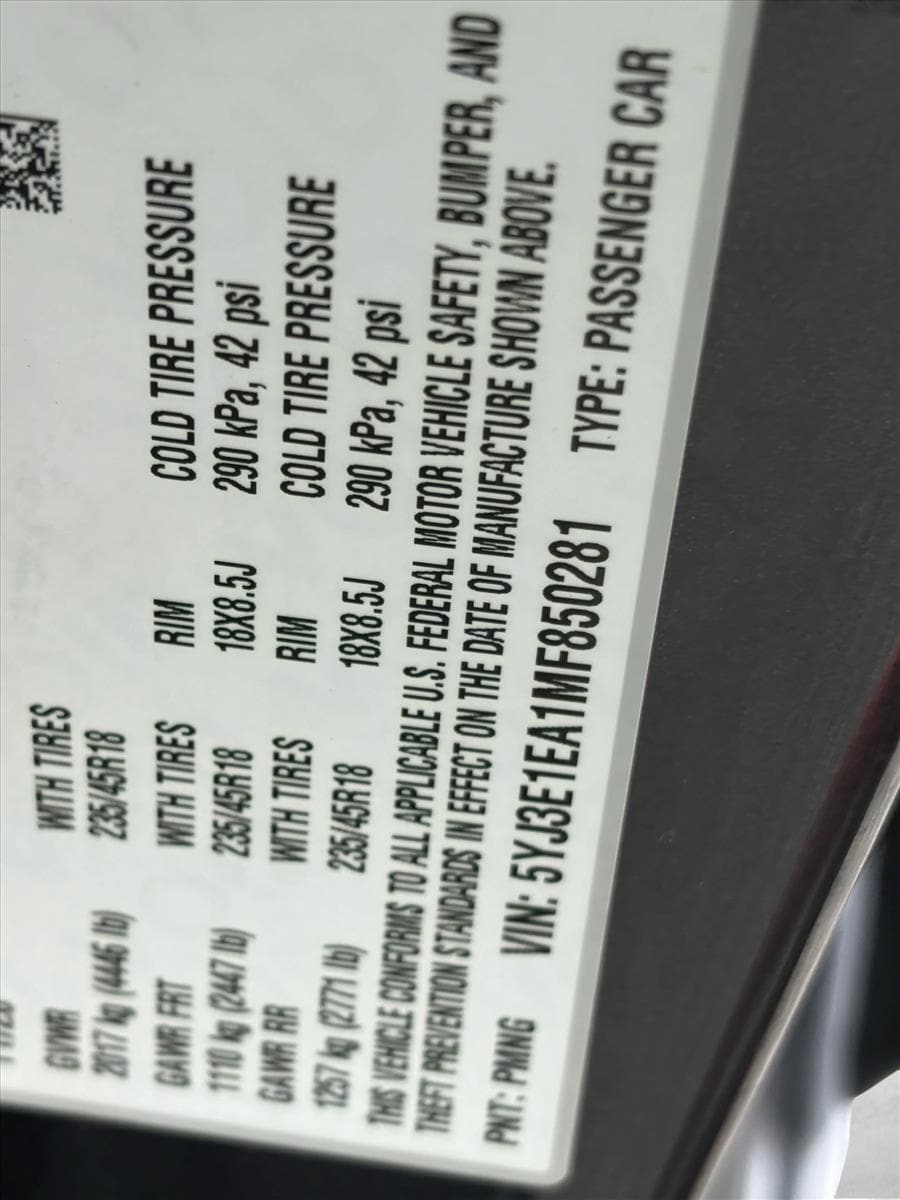 GVWR WITH TIRES
2017 kg (4446 lb) 235/45R18
GAWR FRT WITH TIRES RIM COLD TIRE PRESSURE
1110 kg (2447 lb) 235/45R18 18X8.5J 290 kPa, 42 psi
GAWR RR WITH TIRES RIM COLD TIRE PRESSURE
1257 kg (2771 lb) 235/45R18 18X8.5J 290 kPa, 42 psi
THIS VEHICLE CONFORMS TO ALL APPLICABLE U.S. FEDERAL MOTOR VEHICLE SAFETY, BUMPER, AND
THEFT PREVENTION STANDARDS IN EFFECT ON THE DATE OF MANUFACTURE SHOWN ABOVE.
PNT: PMNG VIN: 5YJ3E1EA1MF850281 TYPE: PASSENGER CAR